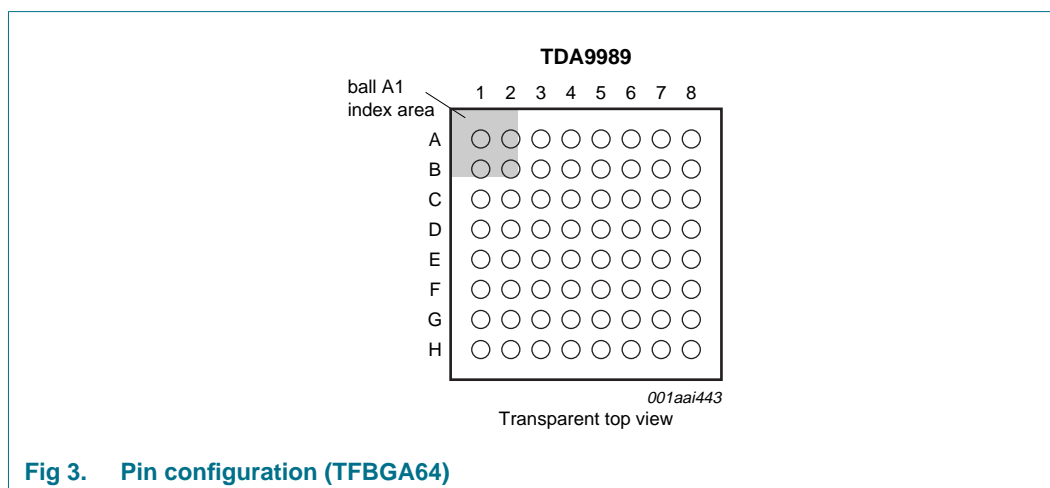 TDA9989
ball A1
index area
1 2 3 4 5 6 7 8
A
B
C
D
E
F
G
H
001aai443
Transparent top view
Fig 3. Pin configuration (TFBGA64)